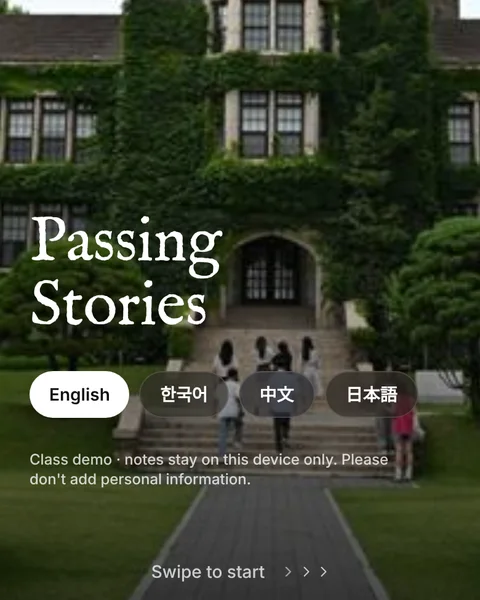 Passing
Stories
English
한국어
中文
日本語
Class demo · notes stay on this device only. Please
don't add personal information.
Swipe to start > > >